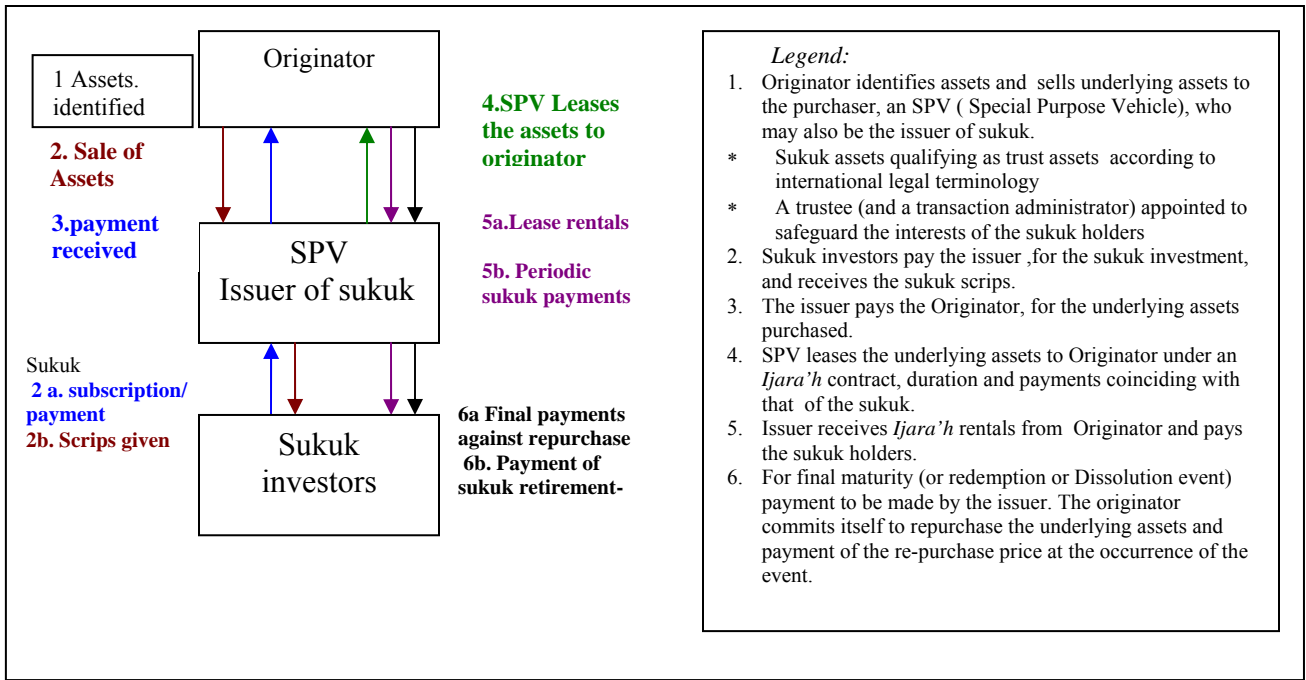 Originator
1 Assets.
identified
2. Sale of
Assets
3.payment
received
4.SPV Leases
the assets to
originator
SPV
Issuer of sukuk
5a.Lease rentals
5b. Periodic
sukuk payments
Sukuk
2 a. subscription/
payment
2b. Scrips given
Sukuk
investors
6a Final payments
against repurchase
6b. Payment of
sukuk retirement-
Legend:
1. Originator identifies assets and sells underlying assets to
the purchaser, an SPV ( Special Purpose Vehicle), who
may also be the issuer of sukuk.
* Sukuk assets qualifying as trust assets according to
international legal terminology
* A trustee (and a transaction administrator) appointed to
safeguard the interests of the sukuk holders
2. Sukuk investors pay the issuer ,for the sukuk investment,
and receives the sukuk scrips.
3. The issuer pays the Originator, for the underlying assets
purchased.
4. SPV leases the underlying assets to Originator under an
Ijara’h contract, duration and payments coinciding with
that of the sukuk.
5. Issuer receives Ijara’h rentals from Originator and pays
the sukuk holders.
6. For final maturity (or redemption or Dissolution event)
payment to be made by the issuer. The originator
commits itself to repurchase the underlying assets and
payment of the re-purchase price at the occurrence of the
event.